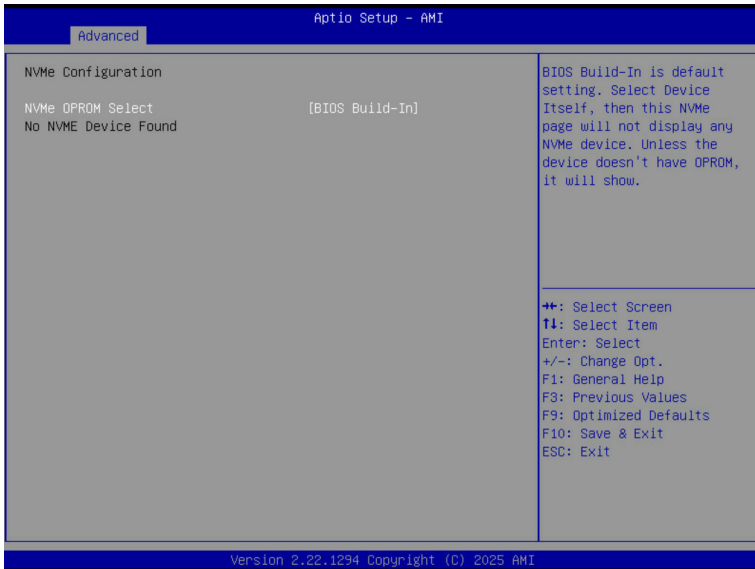 Aptio Setup – AMI
Advanced
NVMe Configuration
NVMe OPROM Select [BIOS Build-In]
No NVME Device Found
BIOS Build-In is default
setting. Select Device
Itself, then this NVMe
page will not display any
NVMe device. Unless the
device doesn't have OPROM,
it will show.
→←: Select Screen
↑↓: Select Item
Enter: Select
+/-: Change Opt.
F1: General Help
F3: Previous Values
F9: Optimized Defaults
F10: Save & Exit
ESC: Exit
Version 2.22.1294 Copyright (C) 2025 AMI